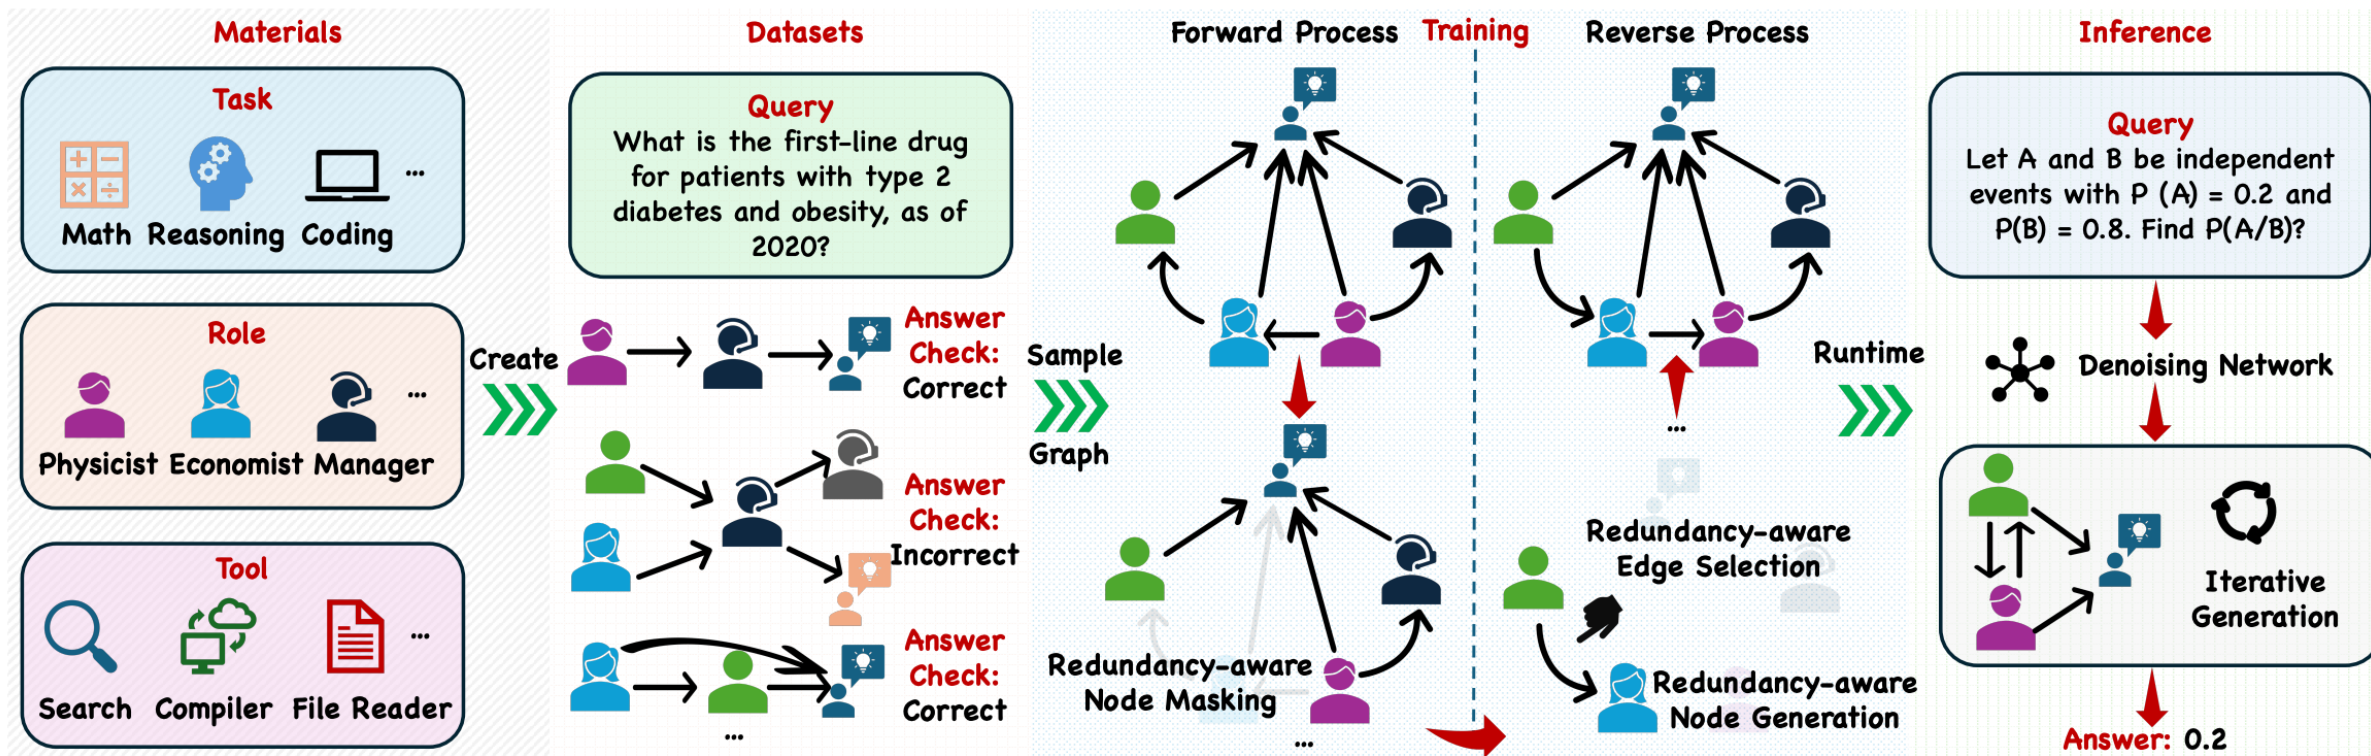 Materials
Task
Math Reasoning Coding
...
Role
...
Physicist Economist Manager
Tool
...
Search Compiler File Reader
Create
Datasets
Query
What is the first-line drug
for patients with type 2
diabetes and obesity, as of
2020?
Answer
Check:
Correct
Answer
Check:
Incorrect
Answer
Check:
Correct
...
Sample
Graph
Forward Process
Training
Reverse Process
Redundancy-aware
Node Masking
...
...
Redundancy-aware
Edge Selection
Redundancy-aware
Node Generation
Runtime
Inference
Query
Let A and B be independent
events with P (A) = 0.2 and
P(B) = 0.8. Find P(A/B)?
Denoising Network
Iterative
Generation
Answer: 0.2